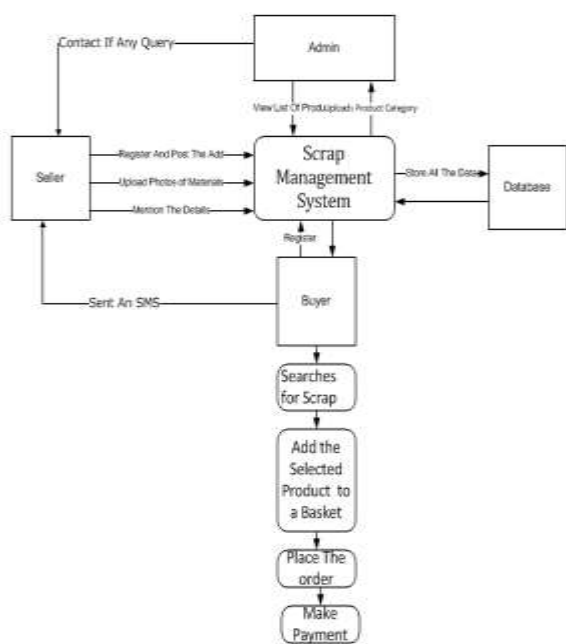 Contact If Any Query
Admin
View List Of Produ
Uploads Product Category
Seller
Register And Post The Add
Upload Photos of Materials
Mention The Details
Scrap
Management
System
Store All The Data
Database
Register
Buyer
Sent An SMS
Searches
for Scrap
Add the
Selected
Product to
a Basket
Place The
order
Make
Payment